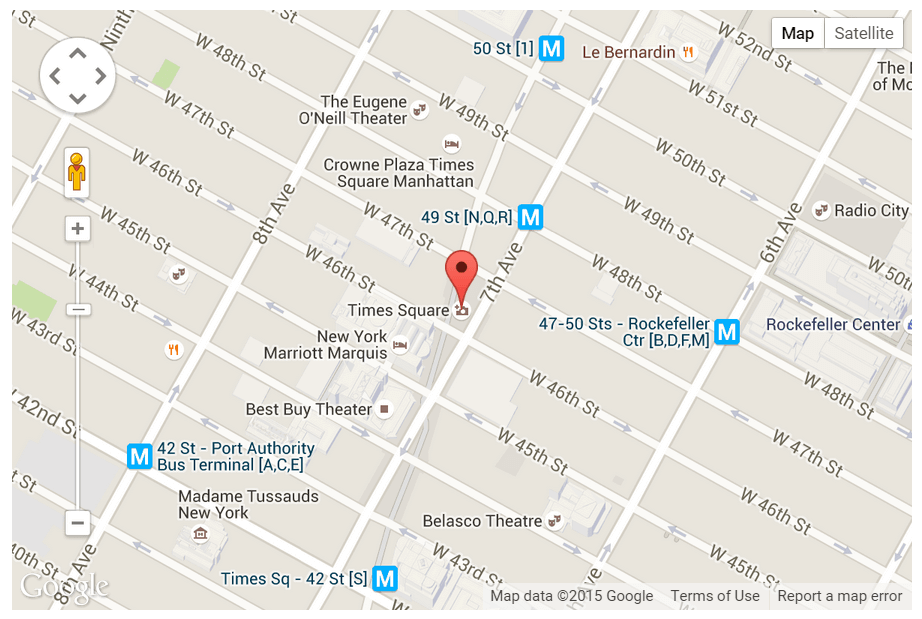 Map
Satellite
Ninth
W 48th St
50 St [1]
Le Bernardin
W 52nd St
W 47th St
The Eugene
O'Neill Theater
W 49th St
W 51st St
W 46th St
Crowne Plaza Times
Square Manhattan
W 50th St
8th Ave
W 45th St
W 47th St
49 St [N,Q,R]
W 49th St
6th Ave
Radio City
W 44th St
W 46th St
7th Ave
W 48th St
W 50th
W 43rd St
Times Square
New York
Marriott Marquis
47-50 Sts - Rockefeller
Ctr [B,D,F,M]
Rockefeller Center
W 42nd St
Best Buy Theater
W 46th St
W 48th St
42 St - Port Authority
Bus Terminal [A,C,E]
W 45th St
W 47th St
Madame Tussauds
New York
Belasco Theatre
W 46th St
40th St
8th Ave
Times Sq - 42 St [S]
W 43rd St
W 45th St
Google
Map data ©2015 Google
Terms of Use
Report a map error